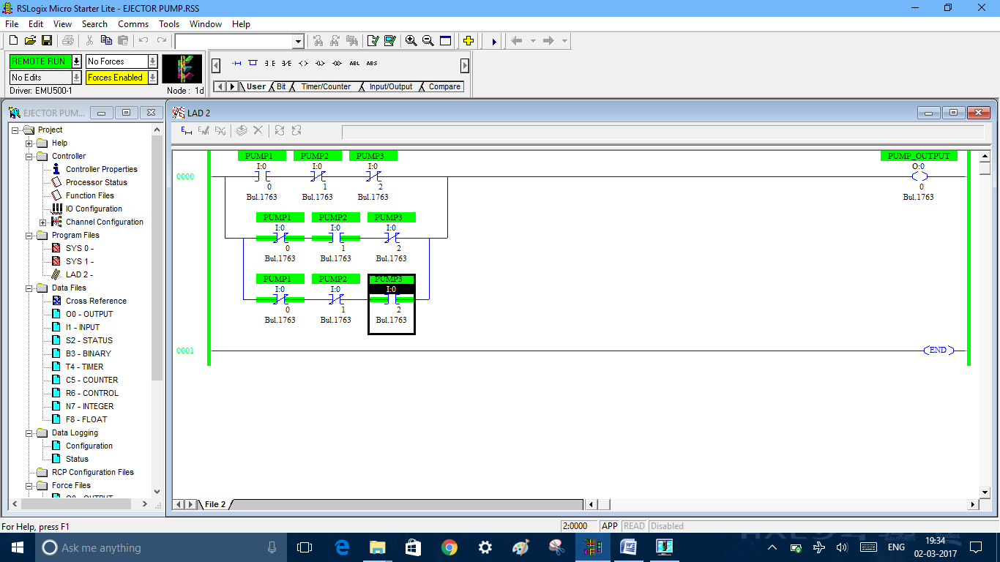 RSLogix Micro Starter Lite - EJECTOR PUMP.RSS
File Edit View Search Comms Tools Window Help
REMOTE RUN No Forces
No Edits Forces Enabled
Driver: EMU500-1 Node : 1d
ABL ABS
User Bit Timer/Counter Input/Output Compare
EJECTOR PUM...
Project
Help
Controller
Controller Properties
Processor Status
Function Files
IO Configuration
Channel Configuration
Program Files
SYS 0 -
SYS 1 -
LAD 2 -
Data Files
Cross Reference
O0 - OUTPUT
I1 - INPUT
S2 - STATUS
B3 - BINARY
T4 - TIMER
C5 - COUNTER
R6 - CONTROL
N7 - INTEGER
F8 - FLOAT
Data Logging
Configuration
Status
RCP Configuration Files
Force Files
O0 - OUTPUT
LAD 2
PUMP1 PUMP2 PUMP3 PUMP_OUTPUT
I:0 I:0 I:0 O:0
0000
0 1 2 0
Bul.1763 Bul.1763 Bul.1763 Bul.1763
PUMP1 PUMP2 PUMP3
I:0 I:0 I:0
0 1 2
Bul.1763 Bul.1763 Bul.1763
PUMP1 PUMP2 PUMP3
I:0 I:0 I:0
0 1 2
Bul.1763 Bul.1763 Bul.1763
0001 END
File 2
For Help, press F1 2:0000 APP READ Disabled
Ask me anything
ENG
19:34
02-03-2017